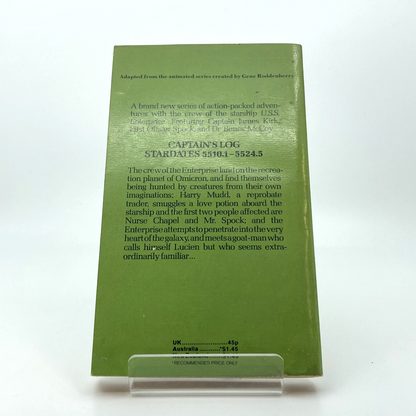 Adapted from the animated series created by Gene Roddenberry
A brand new series of action-packed adven-
tures with the crew of the starship U.S.S.
Enterprise. Featuring Captain James Kirk,
First Officer Spock, and Dr 'Bones' McCoy
CAPTAIN'S LOG
STARDATES 5510.1–5524.5
The crew of the Enterprise land on the recrea-
tion planet of Omicron, and find themselves
being hunted by creatures from their own
imaginations; Harry Mudd, a reprobate
trader, smuggles a love potion aboard the
starship and the first two people affected are
Nurse Chapel and Mr. Spock; and the
Enterprise attempts to penetrate into the very
heart of the galaxy, and meets a goat-man who
calls himself Lucien but who seems extra-
ordinarily familiar...
UK..............................45p
Australia ..........*$1.45
*RECOMMENDED PRICE ONLY